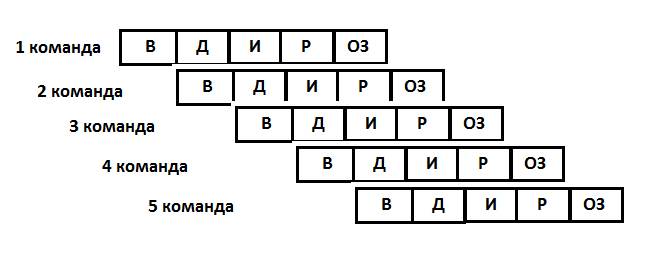 1 команда В Д И Р ОЗ
2 команда В Д И Р ОЗ
3 команда В Д И Р ОЗ
4 команда В Д И Р ОЗ
5 команда В Д И Р ОЗ